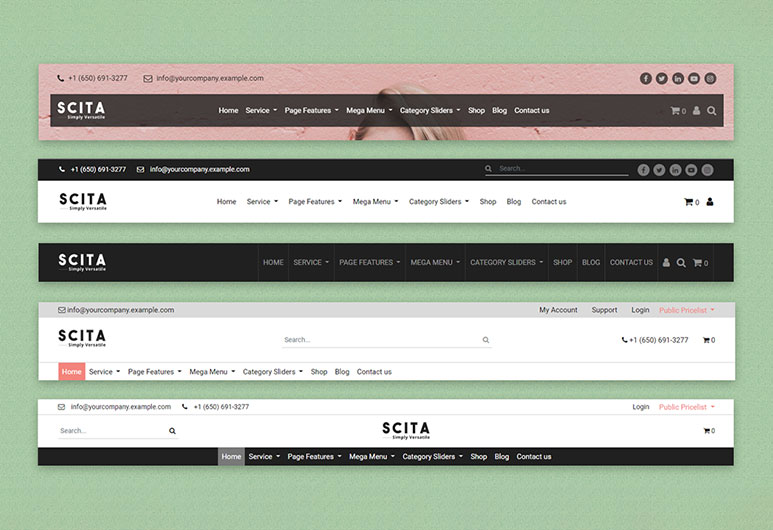 +1 (650) 691-3277 info@yourcompany.example.com
SCITA
Simply Versatile
Home Service Page Features Mega Menu Category Sliders Shop Blog Contact us 0
+1 (650) 691-3277 info@yourcompany.example.com Search...
SCITA
Simply Versatile
Home Service Page Features Mega Menu Category Sliders Shop Blog Contact us 0
SCITA
Simply Versatile
HOME SERVICE PAGE FEATURES MEGA MENU CATEGORY SLIDERS SHOP BLOG CONTACT US 0
info@yourcompany.example.com My Account Support Login Public Pricelist
SCITA
Simply Versatile
Search... +1 (650) 691-3277 0
Home Service Page Features Mega Menu Category Sliders Shop Blog Contact us
info@yourcompany.example.com +1 (650) 691-3277 Login Public Pricelist
Search... SCITA 0
Simply Versatile
Home Service Page Features Mega Menu Category Sliders Shop Blog Contact us